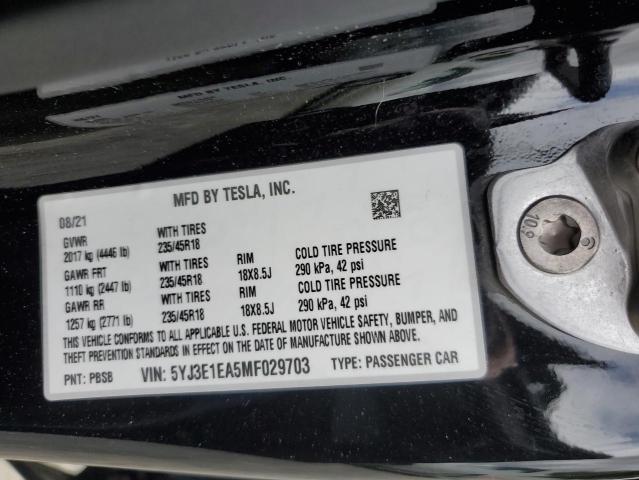 MFD BY TESLA, INC.
08/21
GVWR WITH TIRES
2017 kg (4446 lb) 235/45R18
GAWR FRT WITH TIRES RIM COLD TIRE PRESSURE
1110 kg (2447 lb) 235/45R18 18X8.5J 290 kPa, 42 psi
GAWR RR WITH TIRES RIM COLD TIRE PRESSURE
1257 kg (2771 lb) 235/45R18 18X8.5J 290 kPa, 42 psi
THIS VEHICLE CONFORMS TO ALL APPLICABLE U.S. FEDERAL MOTOR VEHICLE SAFETY, BUMPER, AND
THEFT PREVENTION STANDARDS IN EFFECT ON THE DATE OF MANUFACTURE SHOWN ABOVE.
PNT: PBSB VIN: 5YJ3E1EA5MF029703 TYPE: PASSENGER CAR
10.9